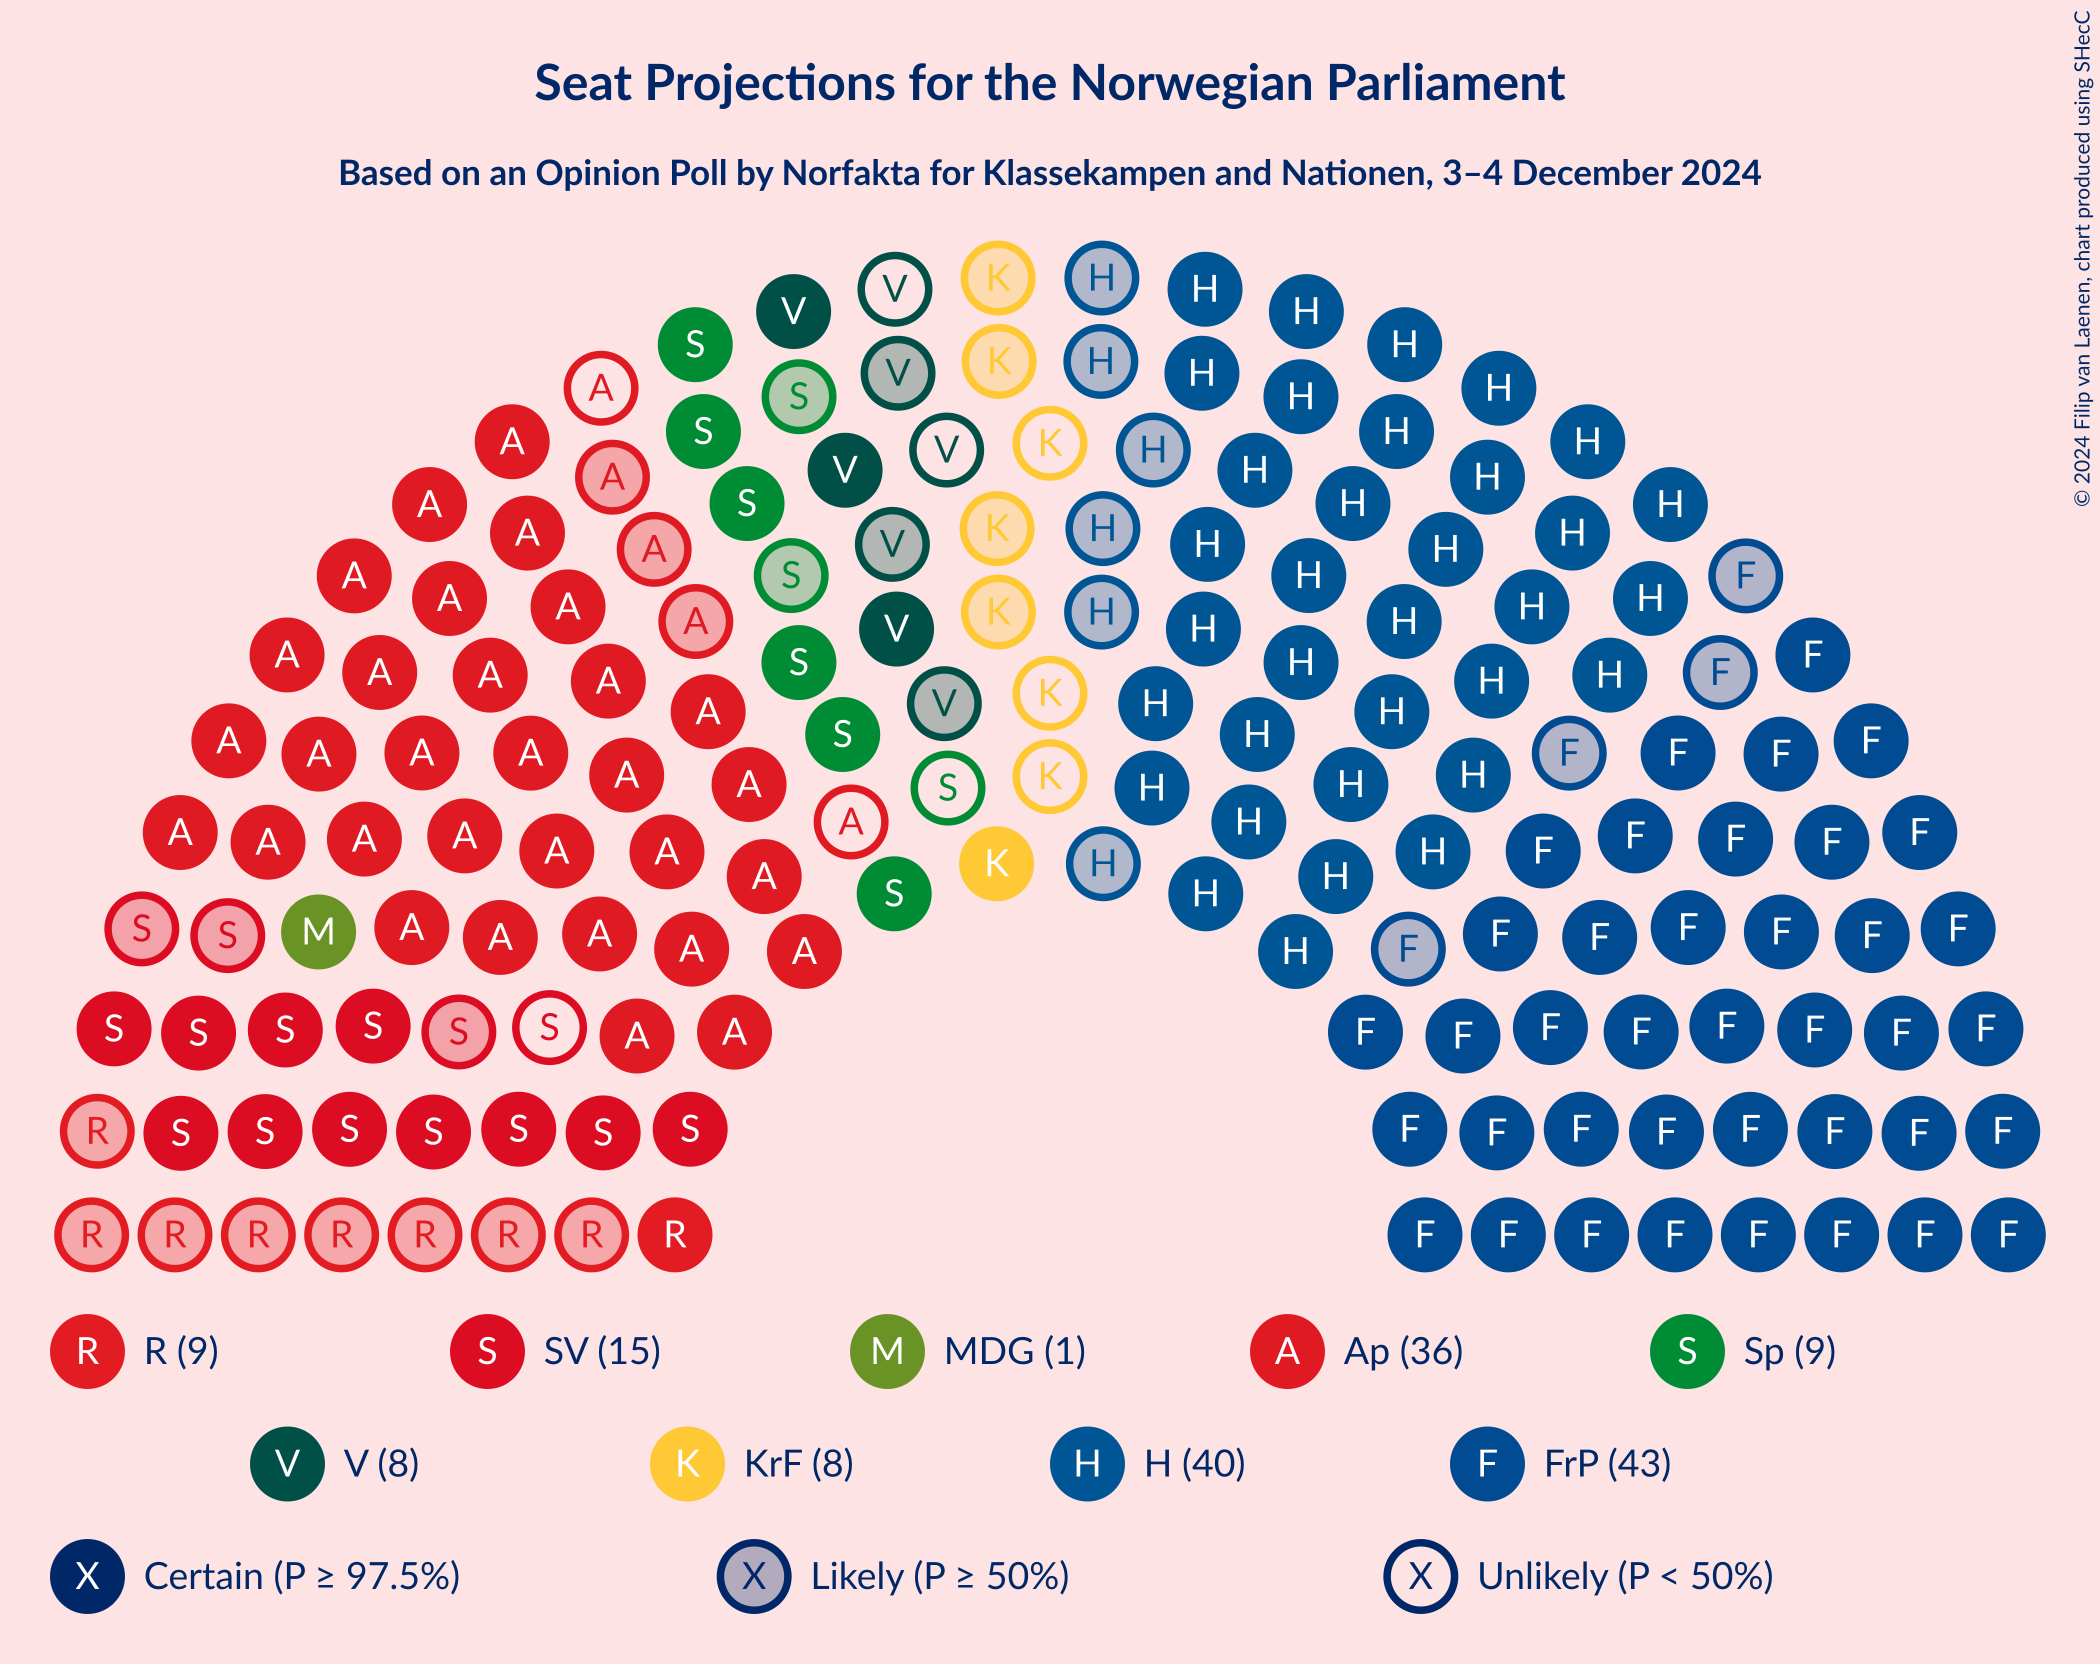 Seat Projections for the Norwegian Parliament
Based on an Opinion Poll by Norfakta for Klassekampen and Nationen, 3–4 December 2024
© 2024 Filip van Laenen, chart produced using SHecC
K H
V V H
V H
S K H H
S V H
A S H H
S V K H H
A A V H H
A S H H
A A S V K H H H
A A S H H F
A A A V K H H H H
A A A S H H H F F
A A A V K H H H F
A A A A S H H H F F F F
A A A S K H H F
A A A A A A A H F F F F F
A K H H
A S H H
S S M A A A A A H F F F F F F F
S S S S S S A A F F F F F F F F
R S S S S S S S F F F F F F F F
R R R R R R R R F F F F F F F F
R R (9) S SV (15) M MDG (1) A Ap (36) S Sp (9)
V V (8) K KrF (8) H H (40) F FrP (43)
X Certain (P ≥ 97.5%) X Likely (P ≥ 50%) X Unlikely (P < 50%)